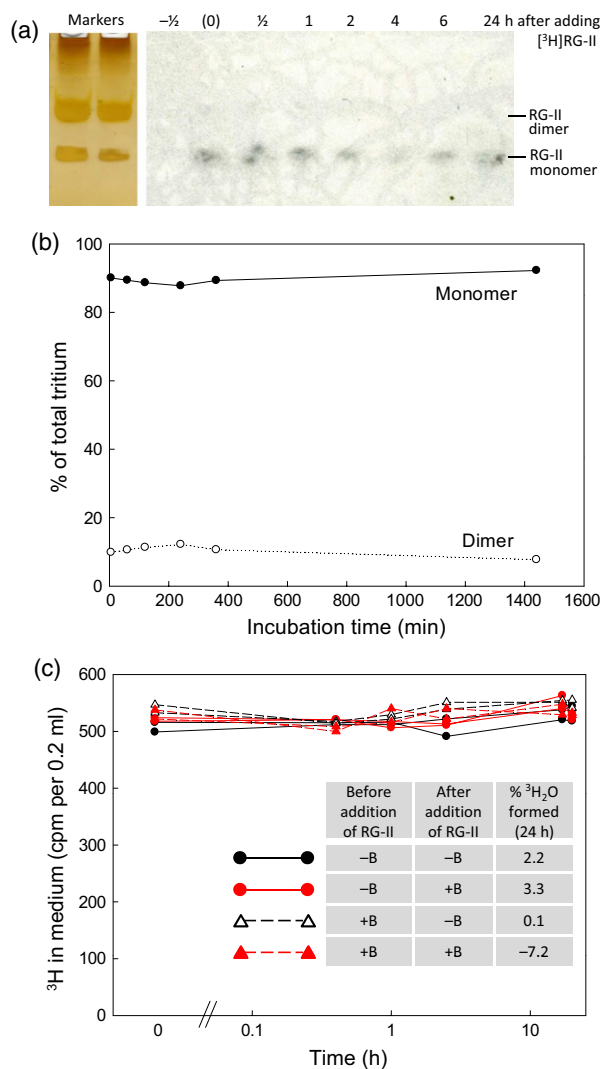 (a)
Markers
–½ (0) ½ 1 2 4 6 24 h after adding
[³H]RG-II
RG-II
dimer
RG-II
monomer
(b)
100
80
60
40
20
0
% of total tritium
Monomer
Dimer
0 200 400 600 800 1000 1200 1400 1600
Incubation time (min)
(c)
600
500
400
300
200
100
0
³H in medium (cpm per 0.2 ml)
Before addition of RG-II After addition of RG-II % ³H₂O formed (24 h)
–B –B 2.2
–B +B 3.3
+B –B 0.1
+B +B –7.2
0 0.1 1 10
Time (h)